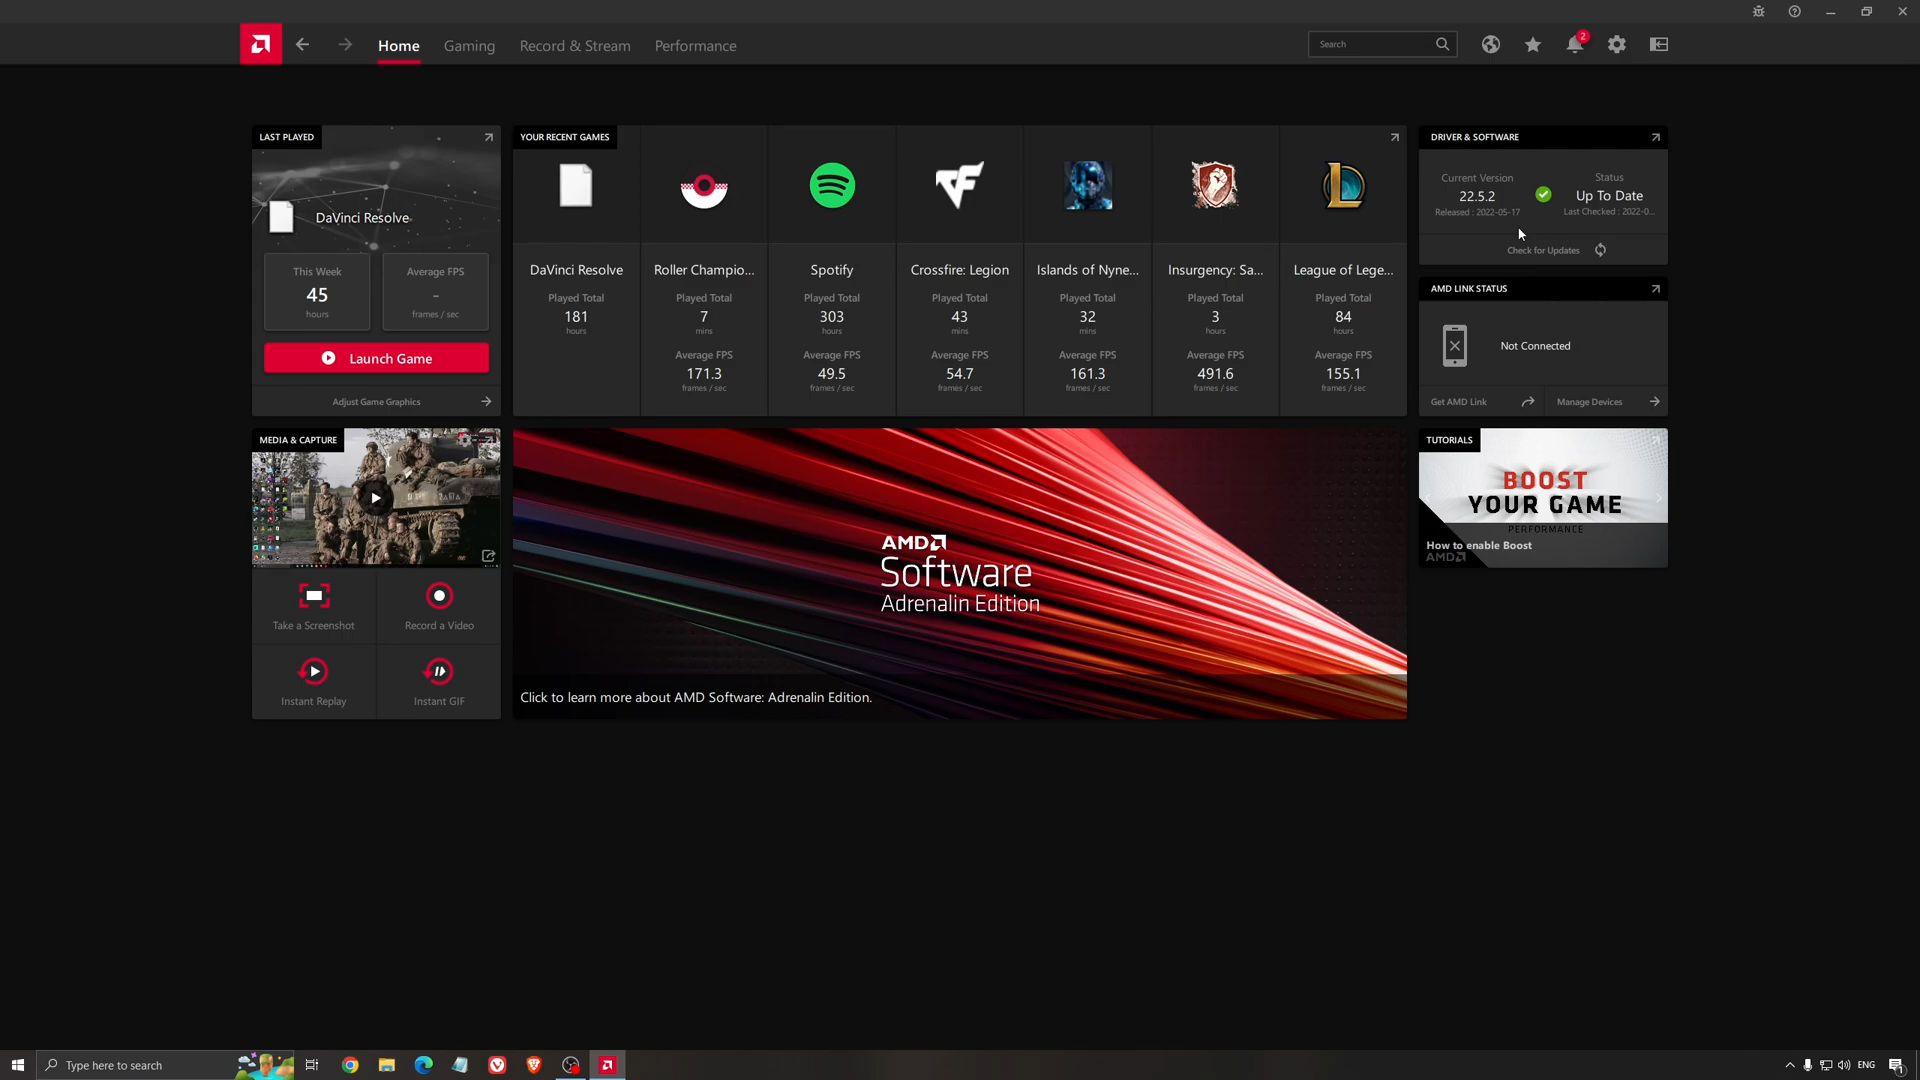 Home
Gaming
Record & Stream
Performance
Search
2
LAST PLAYED
DaVinci Resolve
This Week
45
hours
Average FPS
–
frames / sec
Launch Game
Adjust Game Graphics
YOUR RECENT GAMES
DaVinci Resolve
Played Total
181
hours
Roller Champio...
Played Total
7
mins
Average FPS
171.3
frames / sec
Spotify
Played Total
303
hours
Average FPS
49.5
frames / sec
Crossfire: Legion
Played Total
43
mins
Average FPS
54.7
frames / sec
Islands of Nyne...
Played Total
32
mins
Average FPS
161.3
frames / sec
Insurgency: Sa...
Played Total
3
hours
Average FPS
491.6
frames / sec
League of Lege...
Played Total
84
hours
Average FPS
155.1
frames / sec
DRIVER & SOFTWARE
Current Version
22.5.2
Released : 2022-05-17
Status
Up To Date
Last Checked : 2022-0...
Check for Updates
AMD LINK STATUS
Not Connected
Get AMD Link
Manage Devices
MEDIA & CAPTURE
Take a Screenshot
Record a Video
Instant Replay
Instant GIF
AMD
Software
Adrenalin Edition
Click to learn more about AMD Software: Adrenalin Edition.
TUTORIALS
BOOST
YOUR GAME
PERFORMANCE
How to enable Boost
AMD
Type here to search
ENG
1